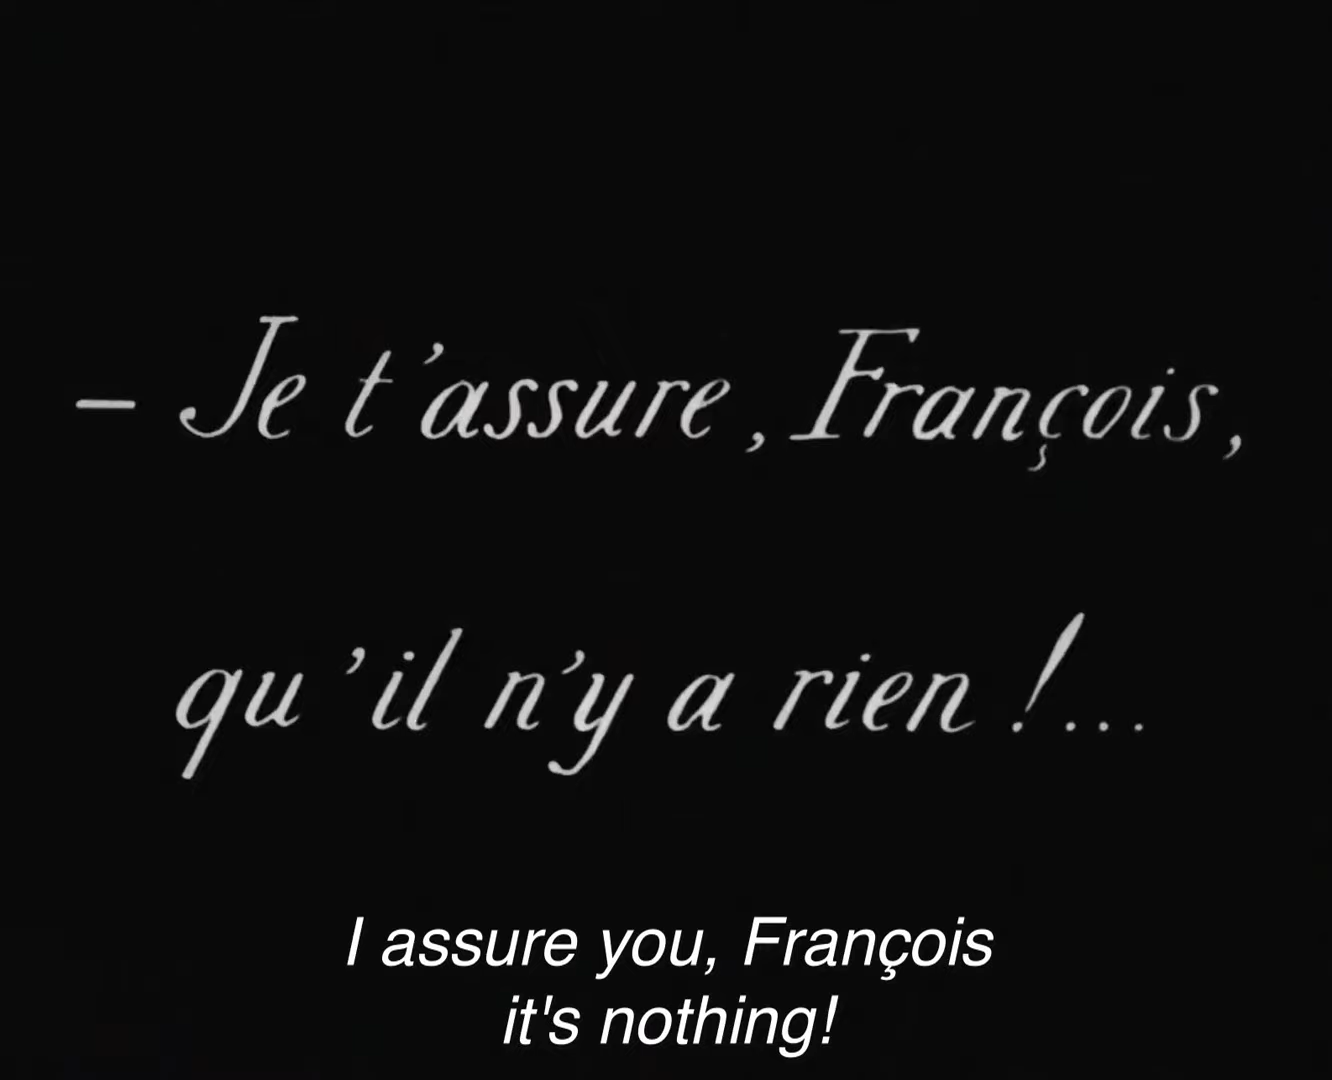 – Je t'assure, François,
qu'il n'y a rien !...
I assure you, François
it's nothing!